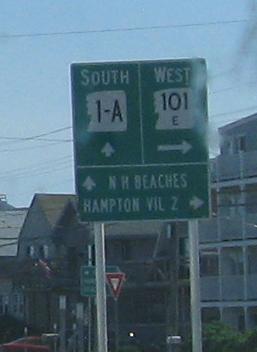 SOUTH WEST
1-A 101
E
N H BEACHES
HAMPTON VIL 2